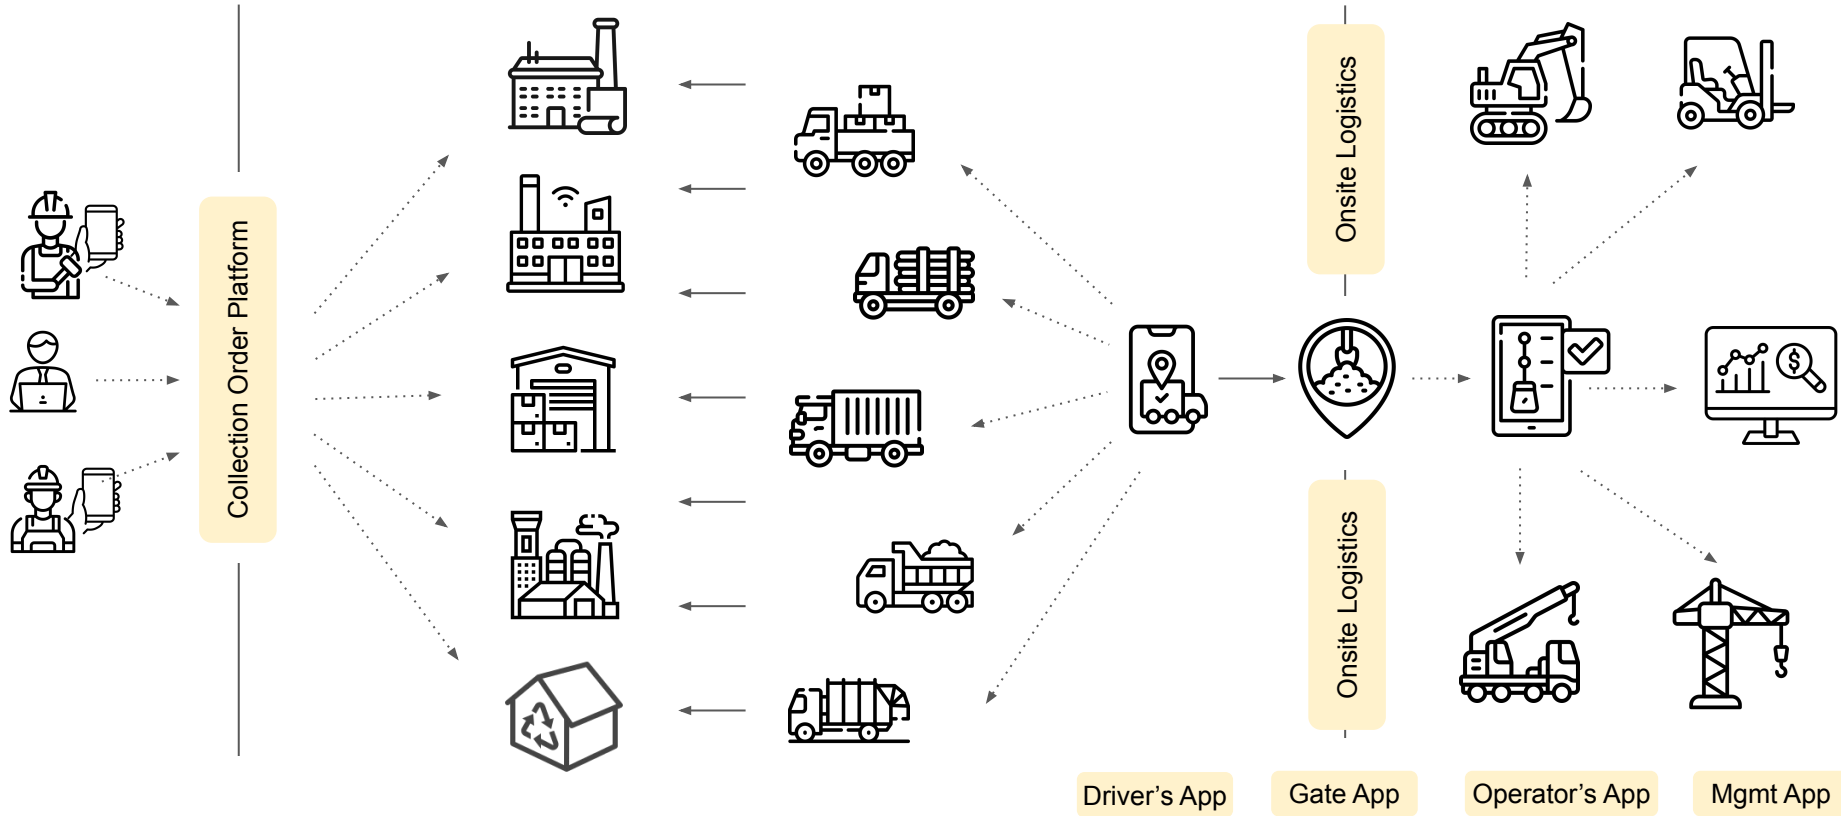 Collection Order Platform
Onsite Logistics
Onsite Logistics
Driver’s App
Gate App
Operator’s App
Mgmt App